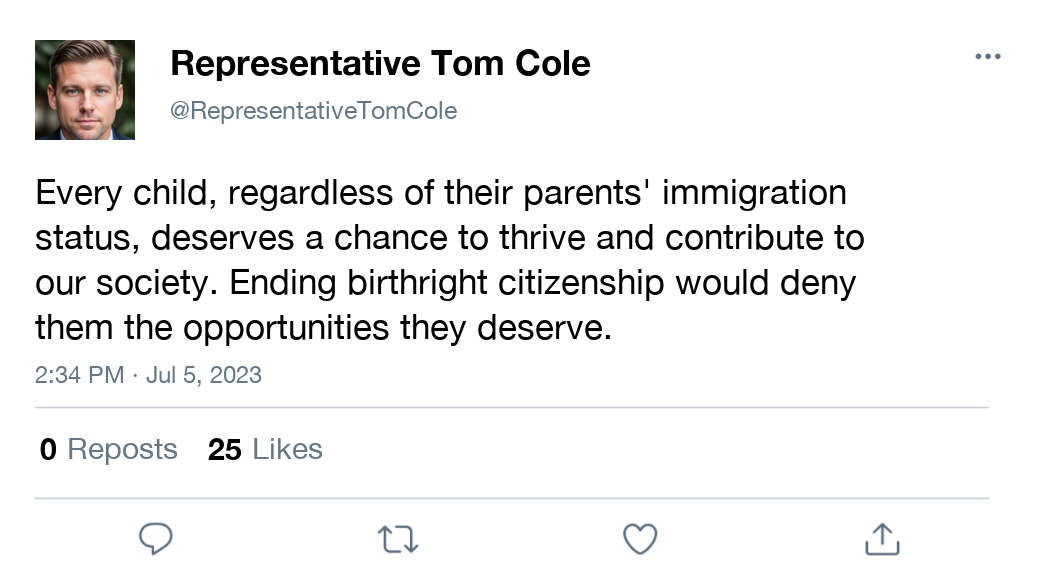 Representative Tom Cole
@RepresentativeTomCole
Every child, regardless of their parents' immigration
status, deserves a chance to thrive and contribute to
our society. Ending birthright citizenship would deny
them the opportunities they deserve.
2:34 PM · Jul 5, 2023
0 Reposts 25 Likes